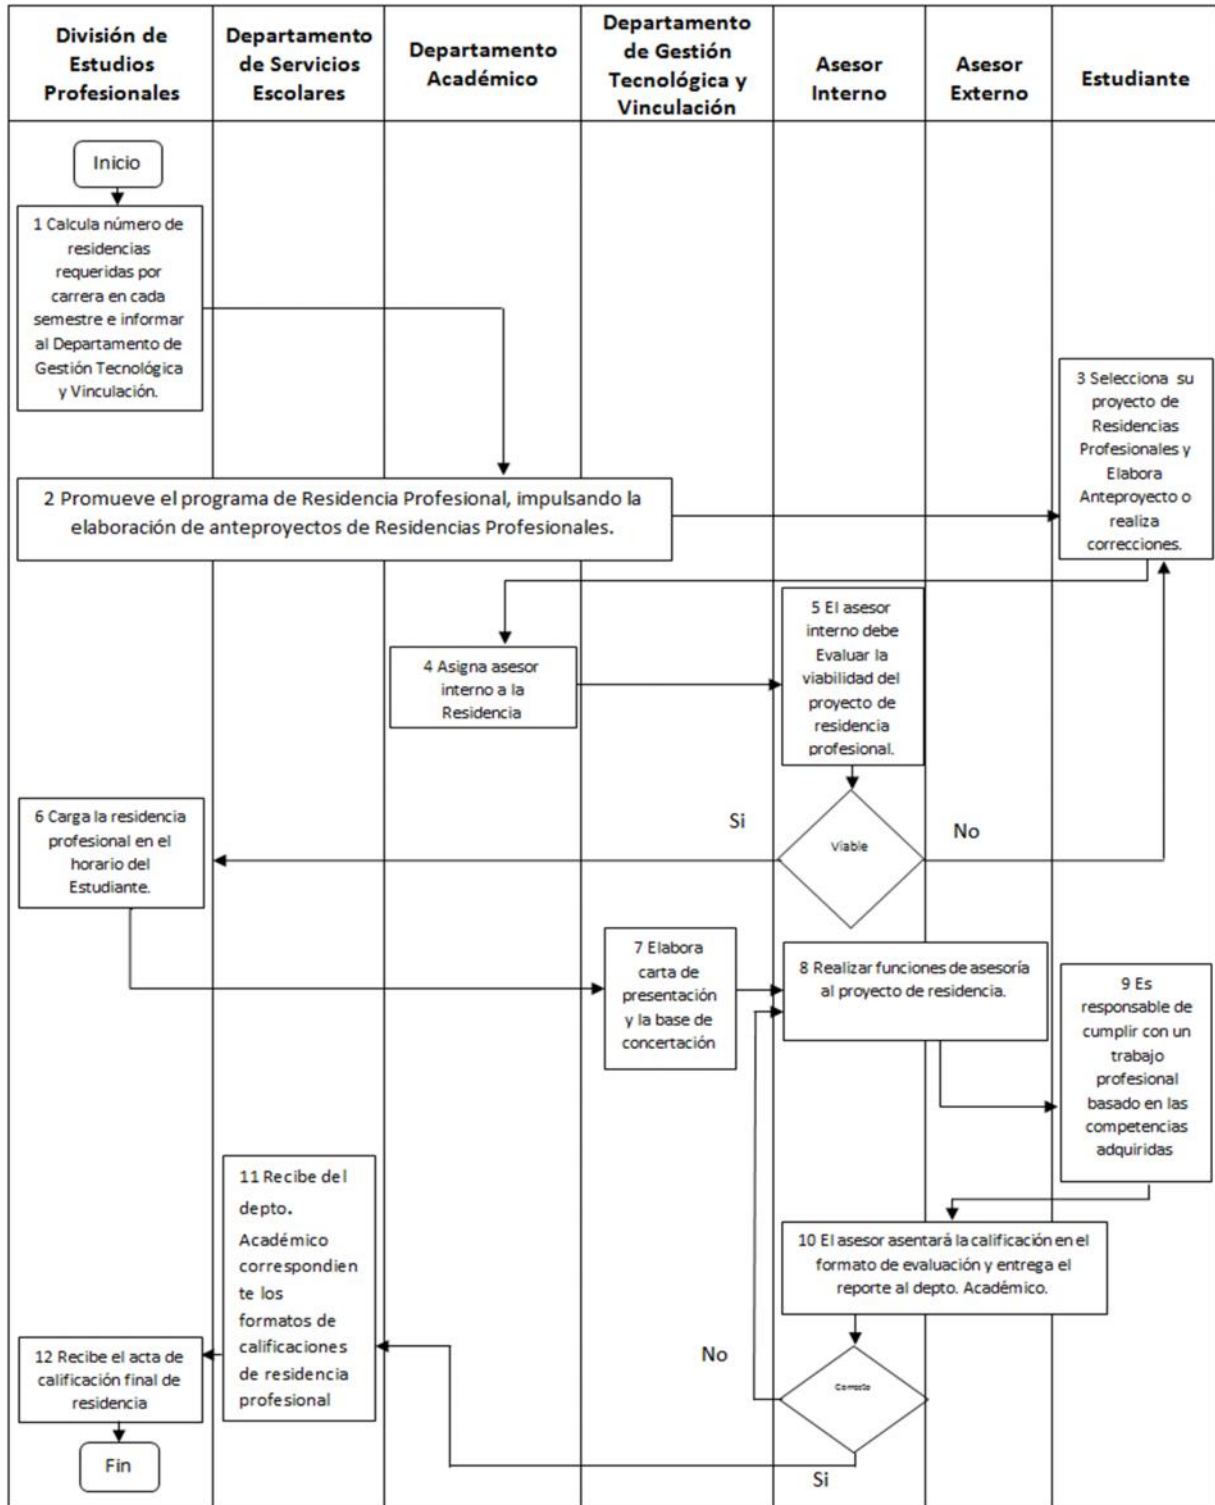 División de
Estudios
Profesionales
Departamento
de Servicios
Escolares
Departamento
Académico
Departamento
de Gestión
Tecnológica y
Vinculación
Asesor
Interno
Asesor
Externo
Estudiante
Inicio
1 Calcula número de
residencias
requeridas por
carrera en cada
semestre e informar
al Departamento de
Gestión Tecnológica
y Vinculación.
2 Promueve el programa de Residencia Profesional, impulsando la
elaboración de anteproyectos de Residencias Profesionales.
3 Selecciona su
proyecto de
Residencias
Profesionales y
Elabora
Anteproyecto o
realiza
correcciones.
4 Asigna asesor
interno a la
Residencia
5 El asesor
interno debe
Evaluar la
viabilidad del
proyecto de
residencia
profesional.
Viable
Si
No
6 Carga la residencia
profesional en el
horario del
Estudiante.
7 Elabora
carta de
presentación
y la base de
concertación
8 Realizar funciones de asesoría
al proyecto de residencia.
9 Es
responsable de
cumplir con un
trabajo
profesional
basado en las
competencias
adquiridas
10 El asesor asentará la calificación en el
formato de evaluación y entrega el
reporte al depto. Académico.
Correcto
No
Si
11 Recibe del
depto.
Académico
correspondien
te los
formatos de
calificaciones
de residencia
profesional
12 Recibe el acta de
calificación final de
residencia
Fin